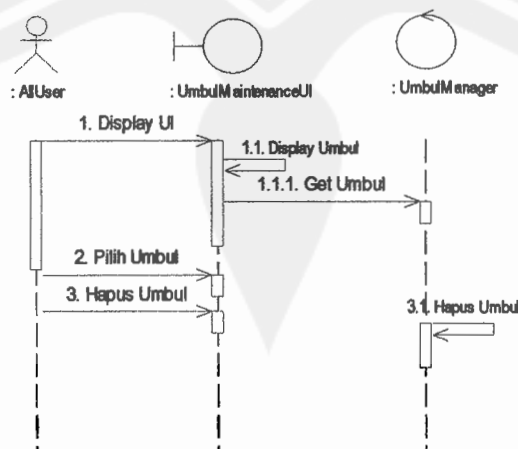 : AllUser
: UmbulMaintenanceUI
: UmbulManager
1. Display UI
1.1. Display Umbul
1.1.1. Get Umbul
2. Pilih Umbul
3. Hapus Umbul
3.1. Hapus Umbul